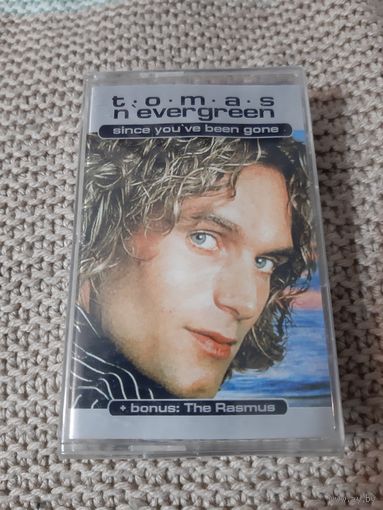 t·o·m·a·s
n'evergreen
since you've been gone
+ bonus: The Rasmus